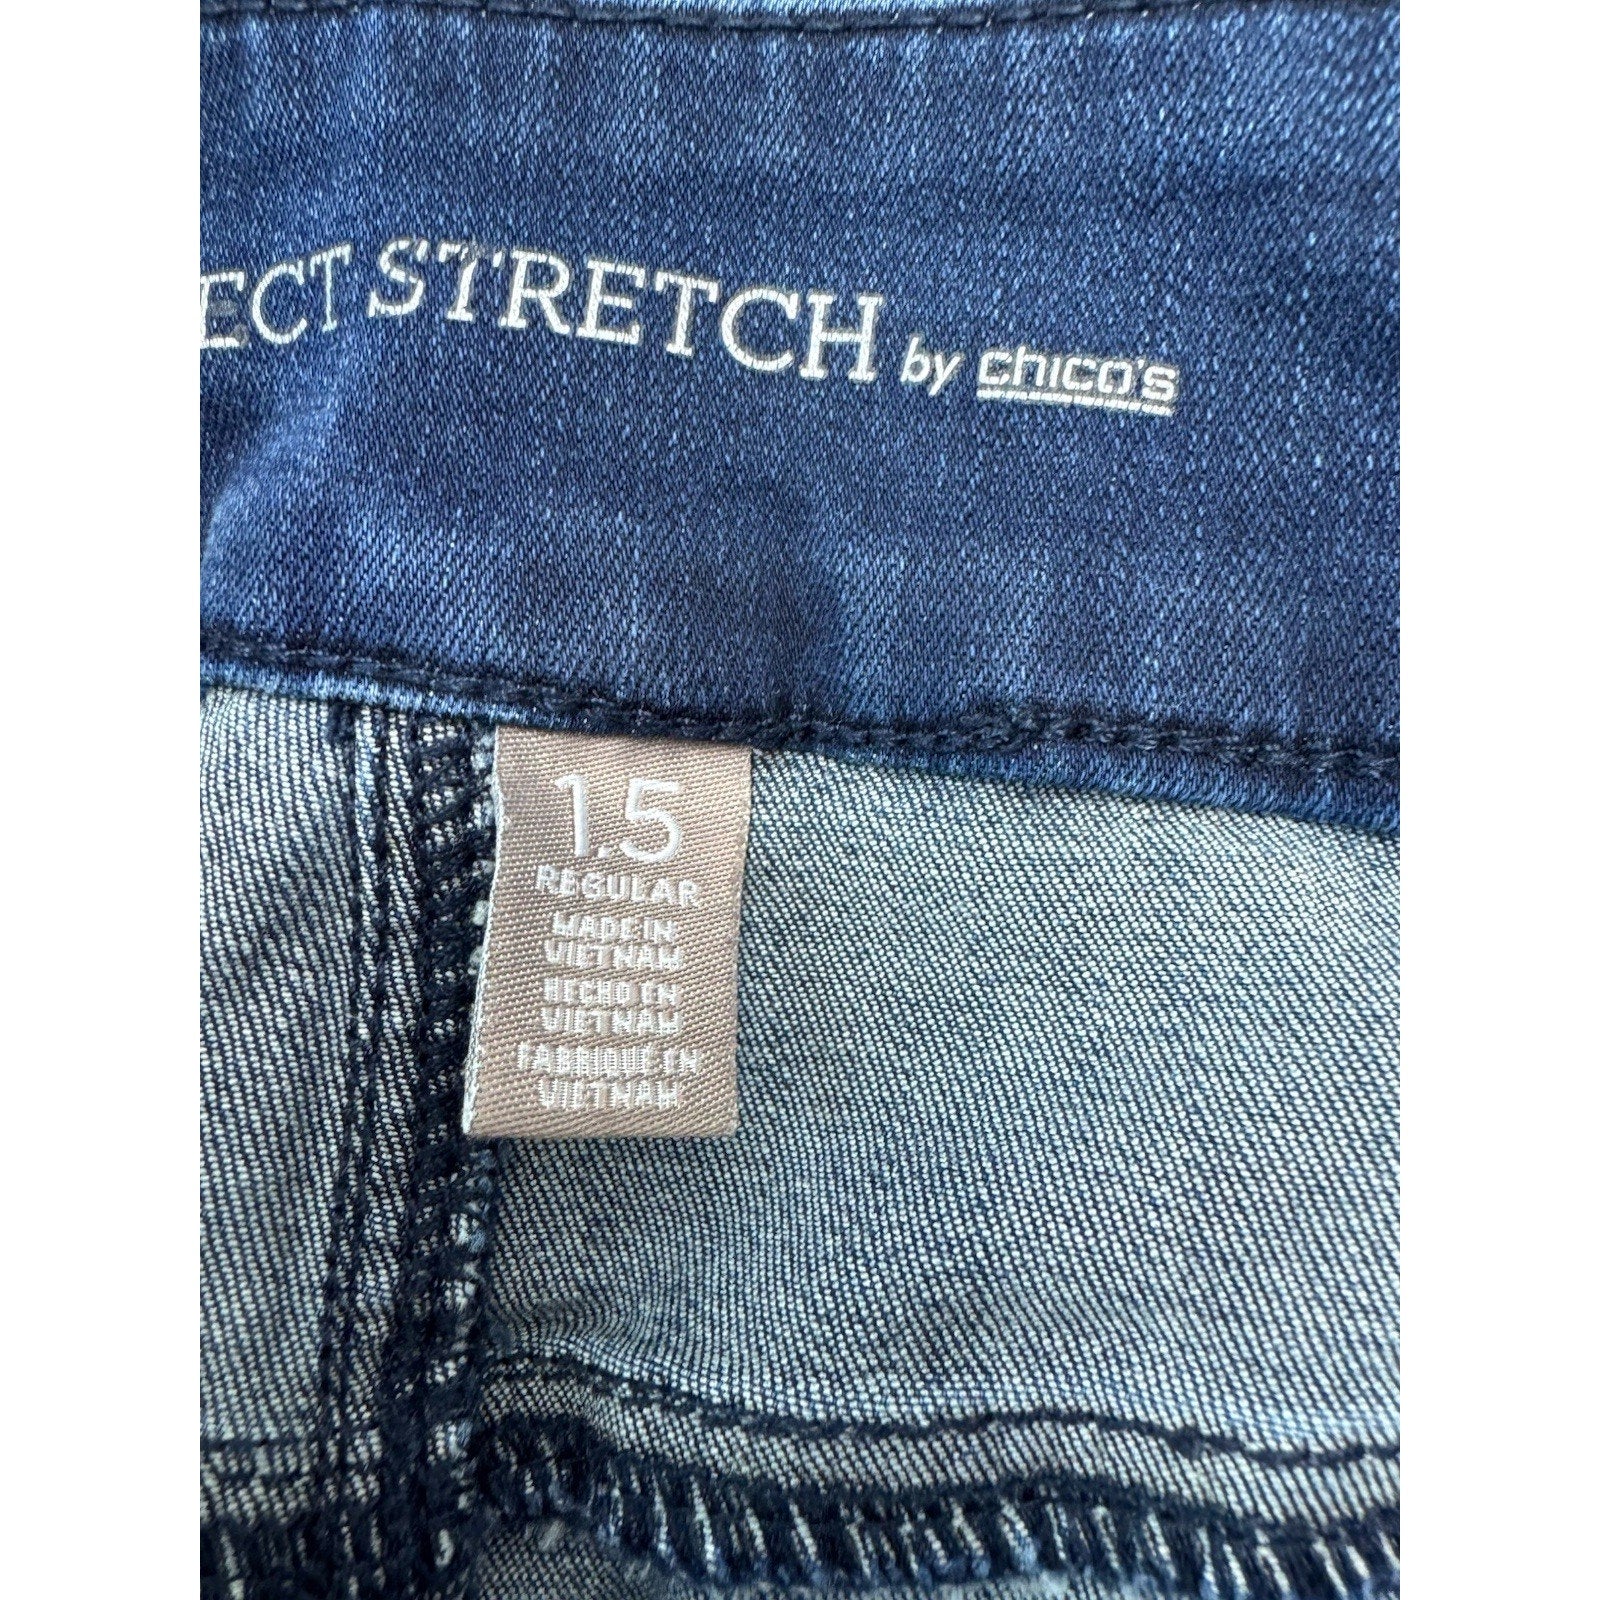 ECT STRETCH by chico's
1.5
REGULAR
MADE IN
VIETNAM
HECHO EN
VIETNAM
FABRIQUÉ EN
VIETNAM